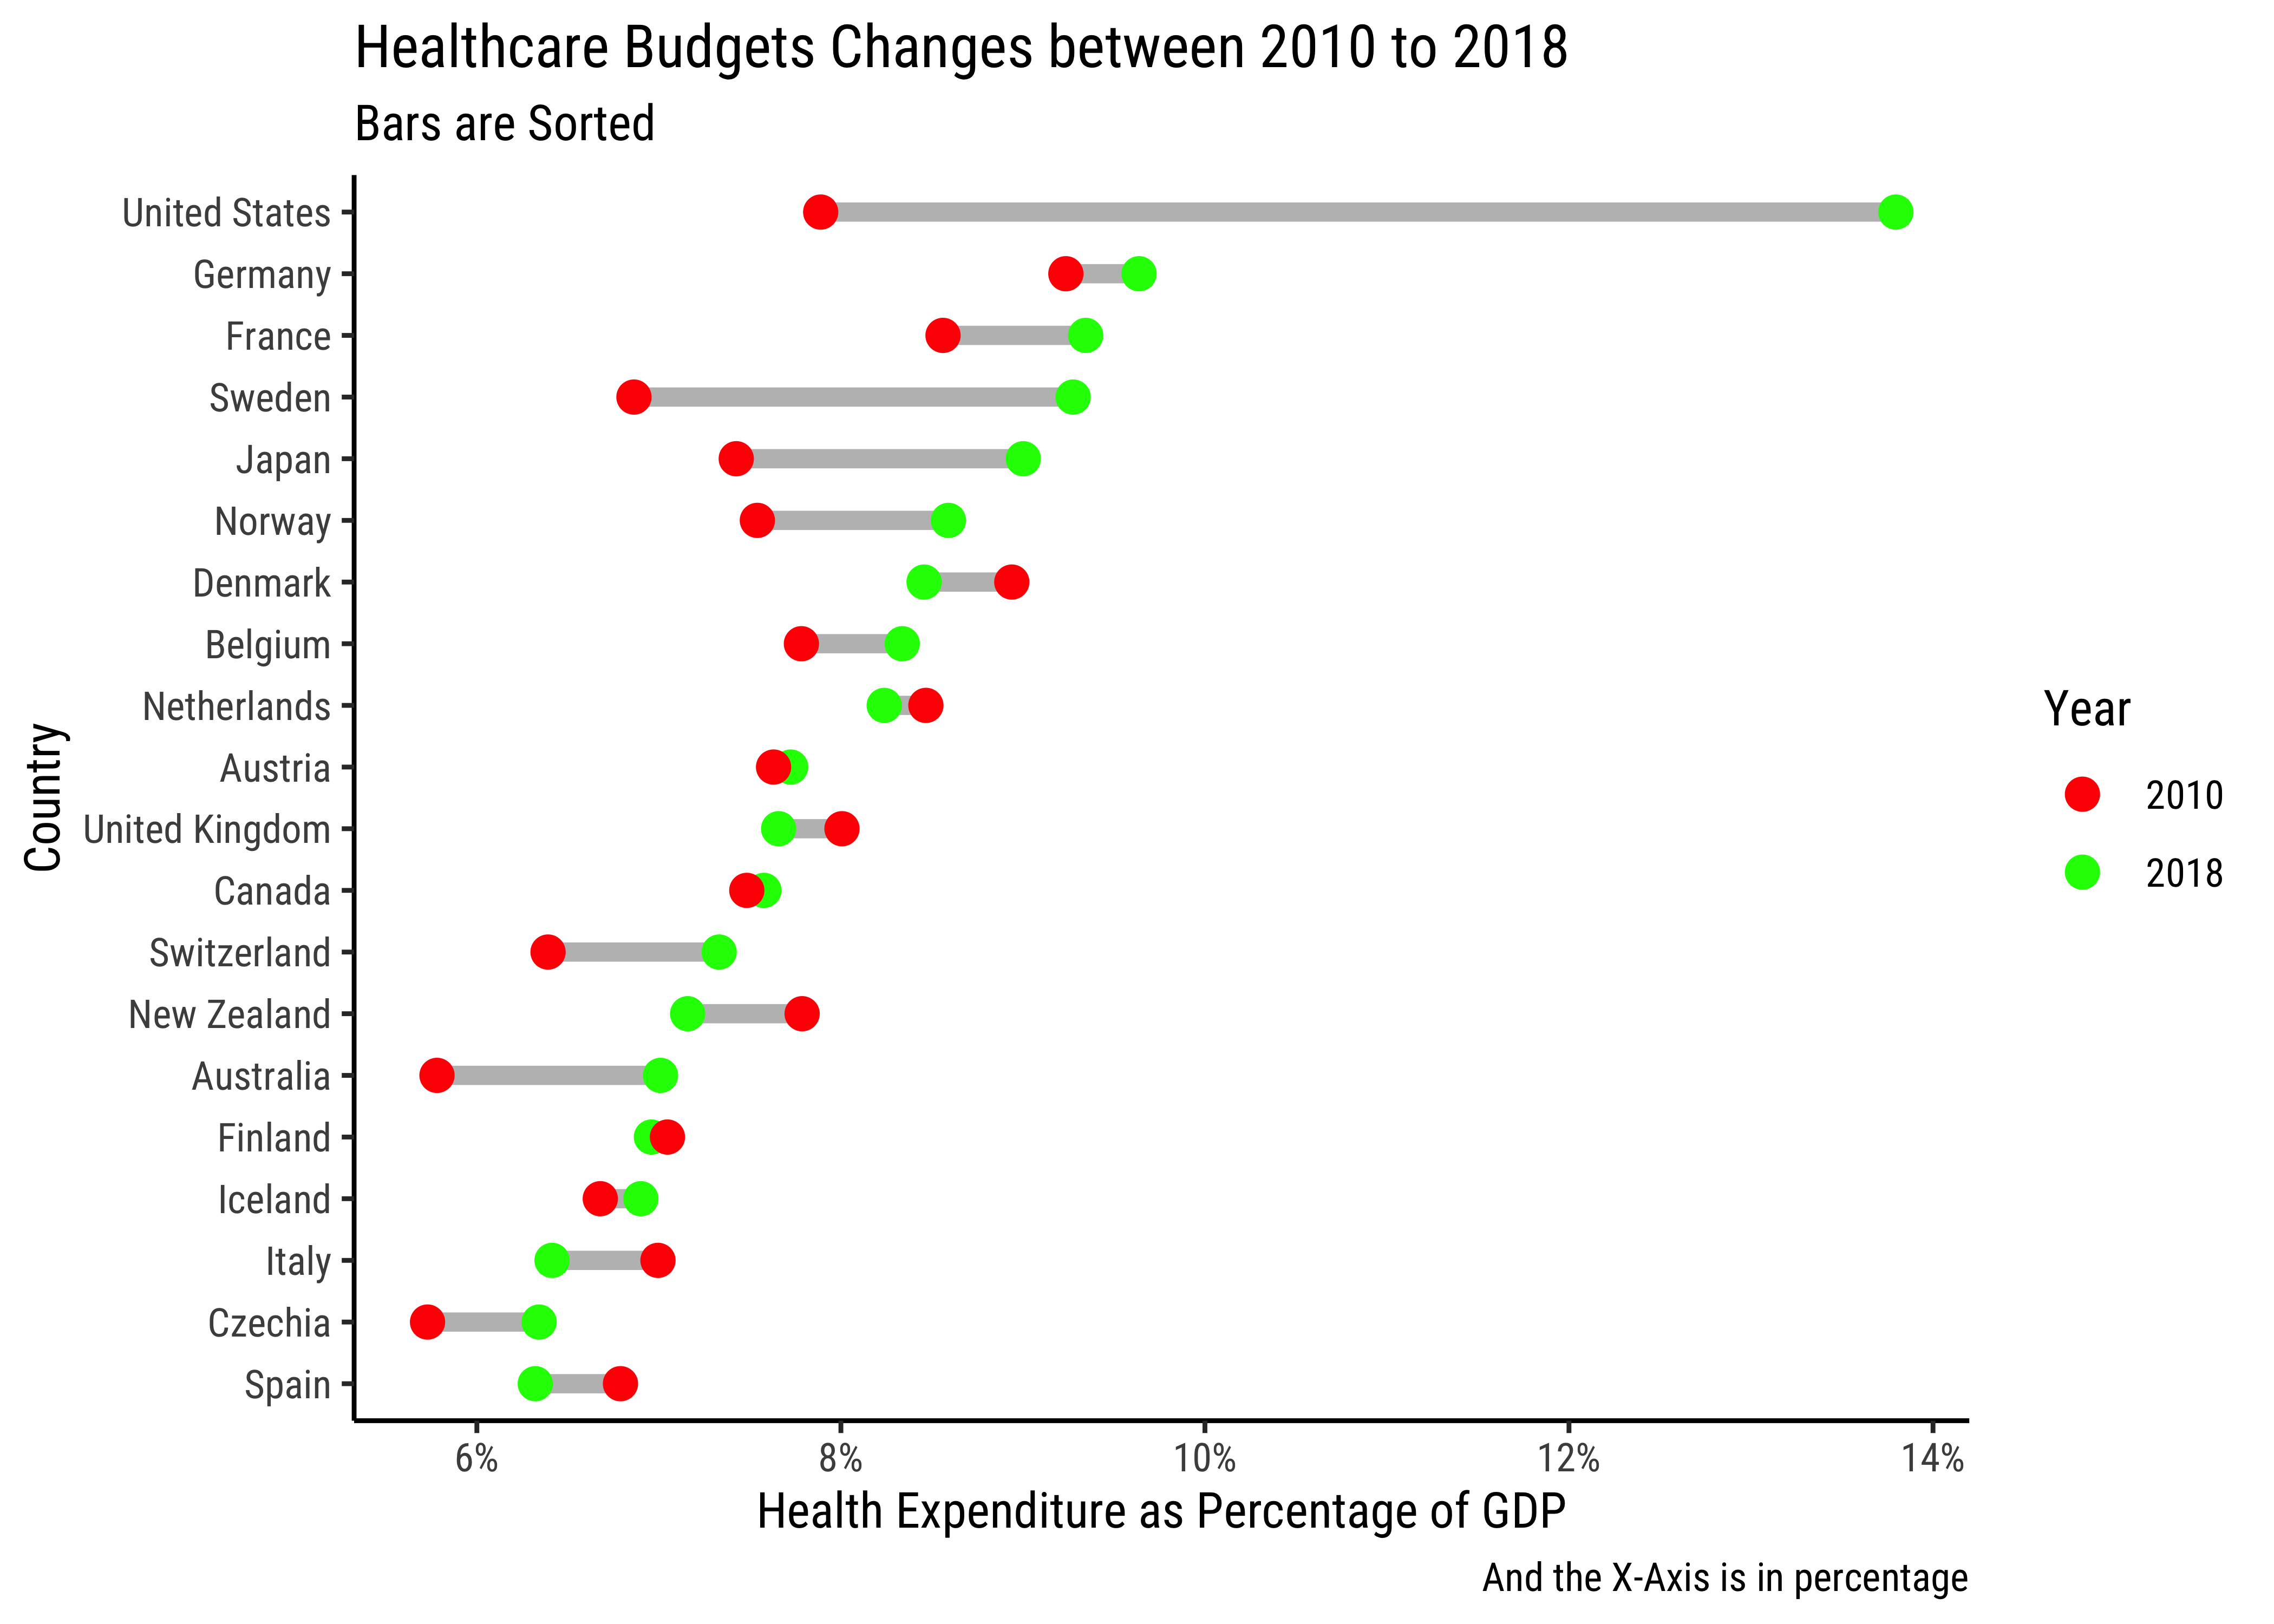 Healthcare Budgets Changes between 2010 to 2018
Bars are Sorted
Country
United States
Germany
France
Sweden
Japan
Norway
Denmark
Belgium
Netherlands
Austria
United Kingdom
Canada
Switzerland
New Zealand
Australia
Finland
Iceland
Italy
Czechia
Spain
6% 8% 10% 12% 14%
Health Expenditure as Percentage of GDP
And the X-Axis is in percentage
Year
2010
2018